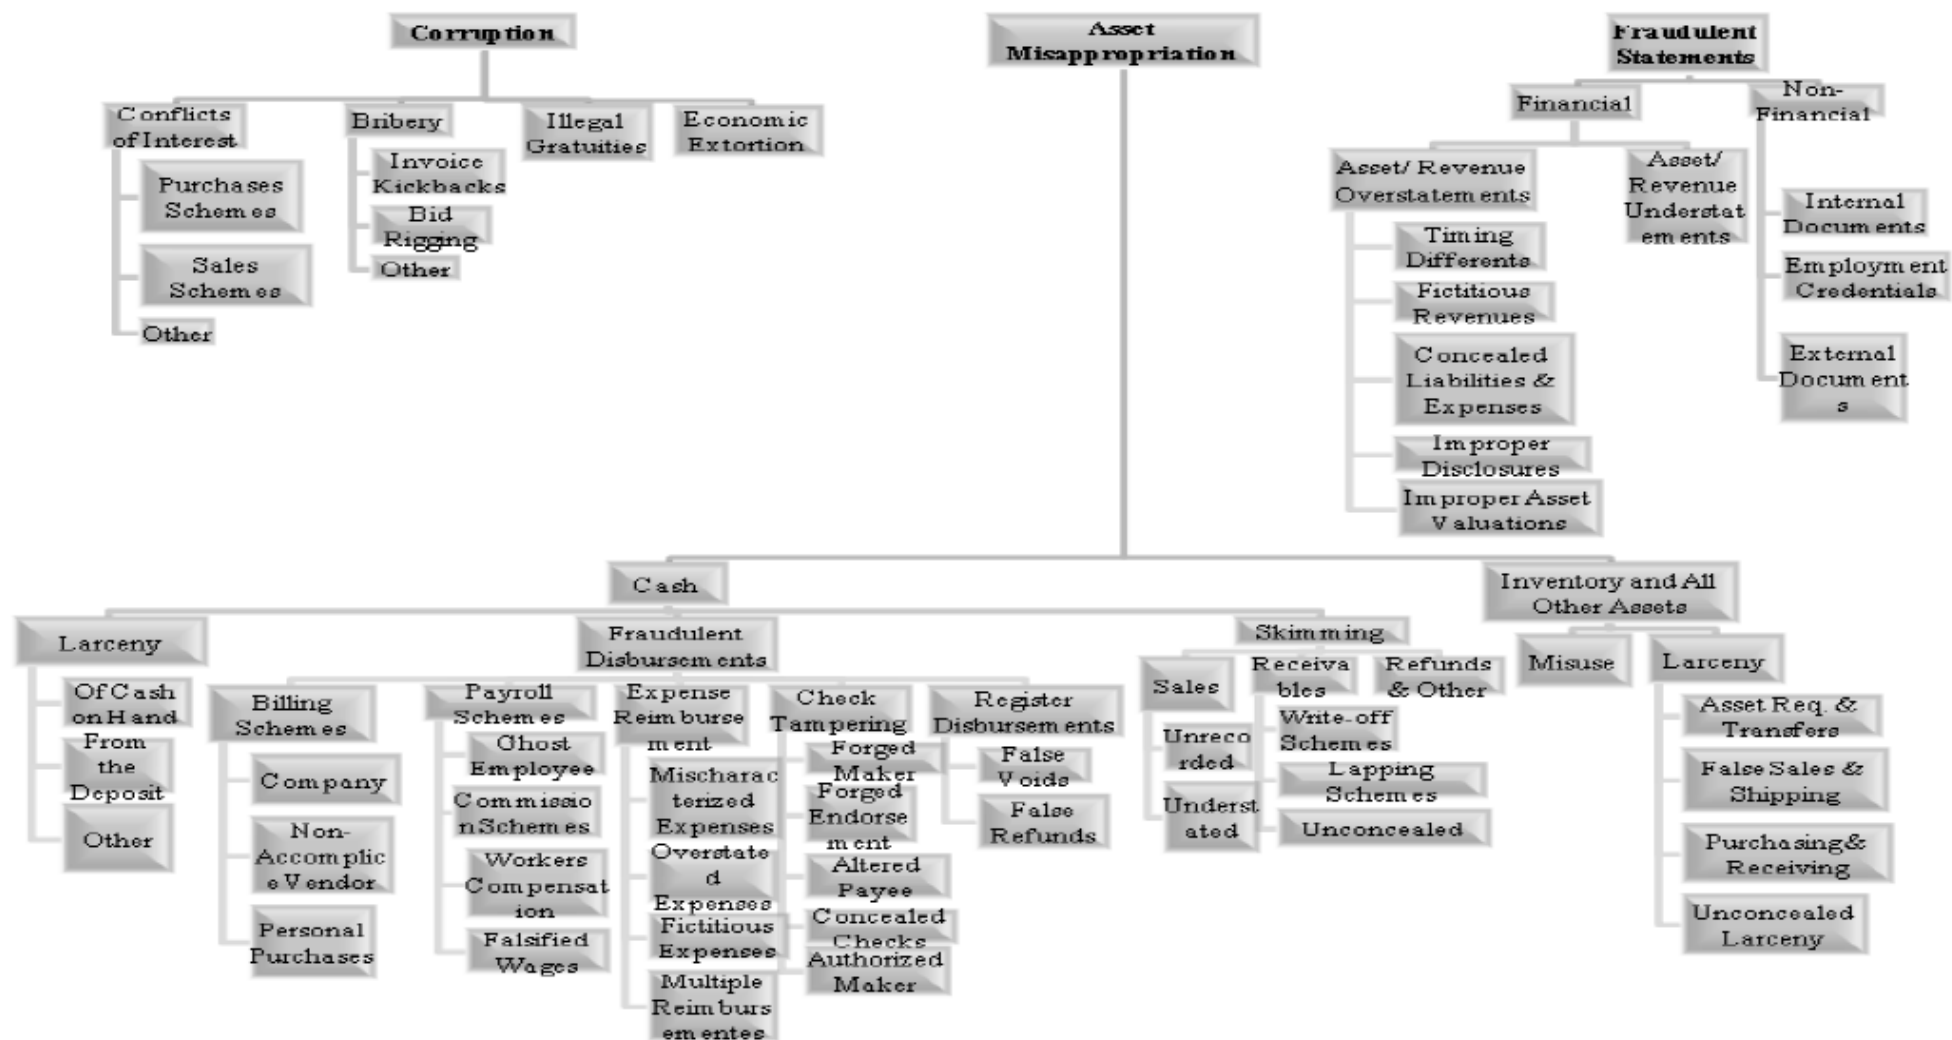 Corruption
Asset
Misappropriation
Fraudulent
Statements
Conflicts
of Interest
Purchases
Schemes
Sales
Schemes
Other
Bribery
Invoice
Kickbacks
Bid
Rigging
Other
Illegal
Gratuities
Economic
Extortion
Financial
Asset/ Revenue
Overstatements
Timing
Differents
Fictitious
Revenues
Concealed
Liabilities &
Expenses
Improper
Disclosures
Improper Asset
Valuations
Asset/
Revenue
Understat
ements
Non-
Financial
Internal
Documents
Employment
Credentials
External
Document
s
Cash
Larceny
Of Cash
on Hand
From
the
Deposit
Other
Fraudulent
Disbursements
Billing
Schemes
Company
Non-
Accomplic
e Vendor
Personal
Purchases
Payroll
Schemes
Ghost
Employee
Commissio
n Schemes
Workers
Compensat
ion
Falsified
Wages
Expense
Reimburse
ment
Mischarac
terized
Expenses
Overstate
d
Expenses
Fictitious
Expenses
Multiple
Reimburs
ementes
Check
Tampering
Forged
Maker
Forged
Endorse
ment
Altered
Payee
Concealed
Checks
Authorized
Maker
Register
Disbursements
False
Voids
False
Refunds
Skimming
Sales
Unreco
rded
Underst
ated
Receiva
bles
Write-off
Schemes
Lapping
Schemes
Unconcealed
Refunds
& Other
Inventory and All
Other Assets
Misuse
Larceny
Asset Req. &
Transfers
False Sales &
Shipping
Purchasing&
Receiving
Unconcealed
Larceny